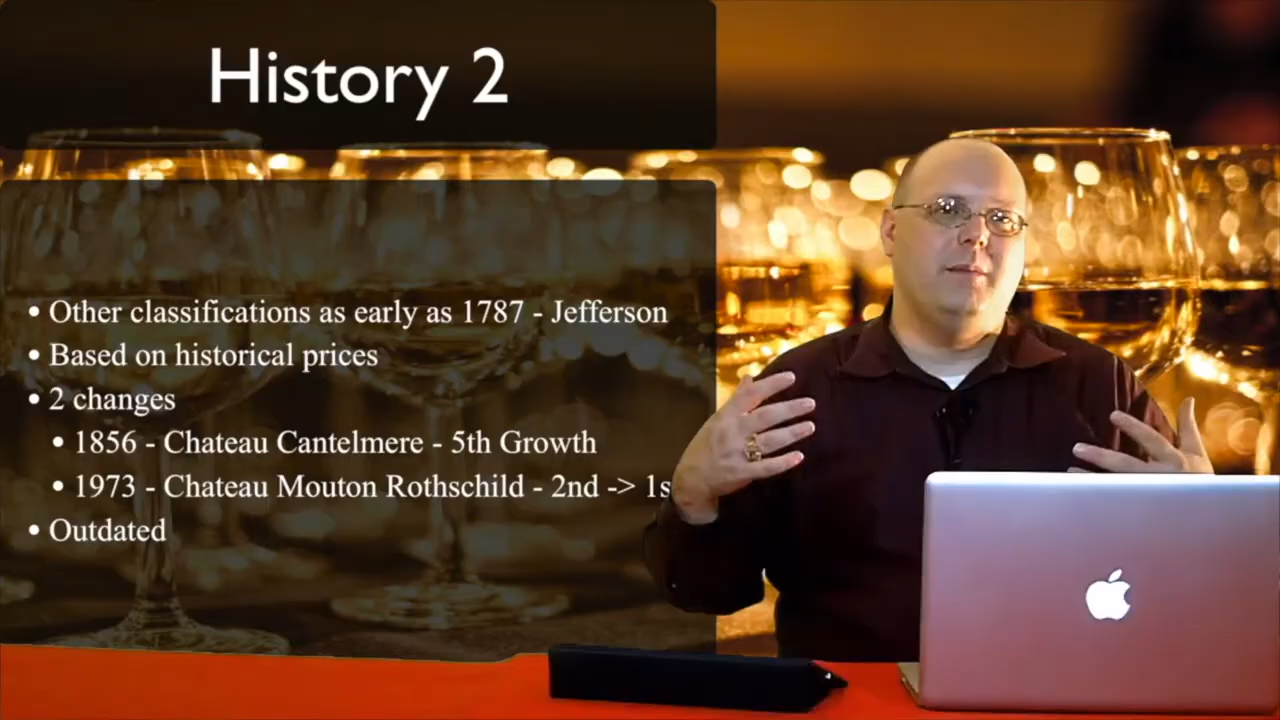 History 2
• Other classifications as early as 1787 - Jefferson
• Based on historical prices
• 2 changes
• 1856 - Chateau Cantelmere - 5th Growth
• 1973 - Chateau Mouton Rothschild - 2nd -> 1s
• Outdated